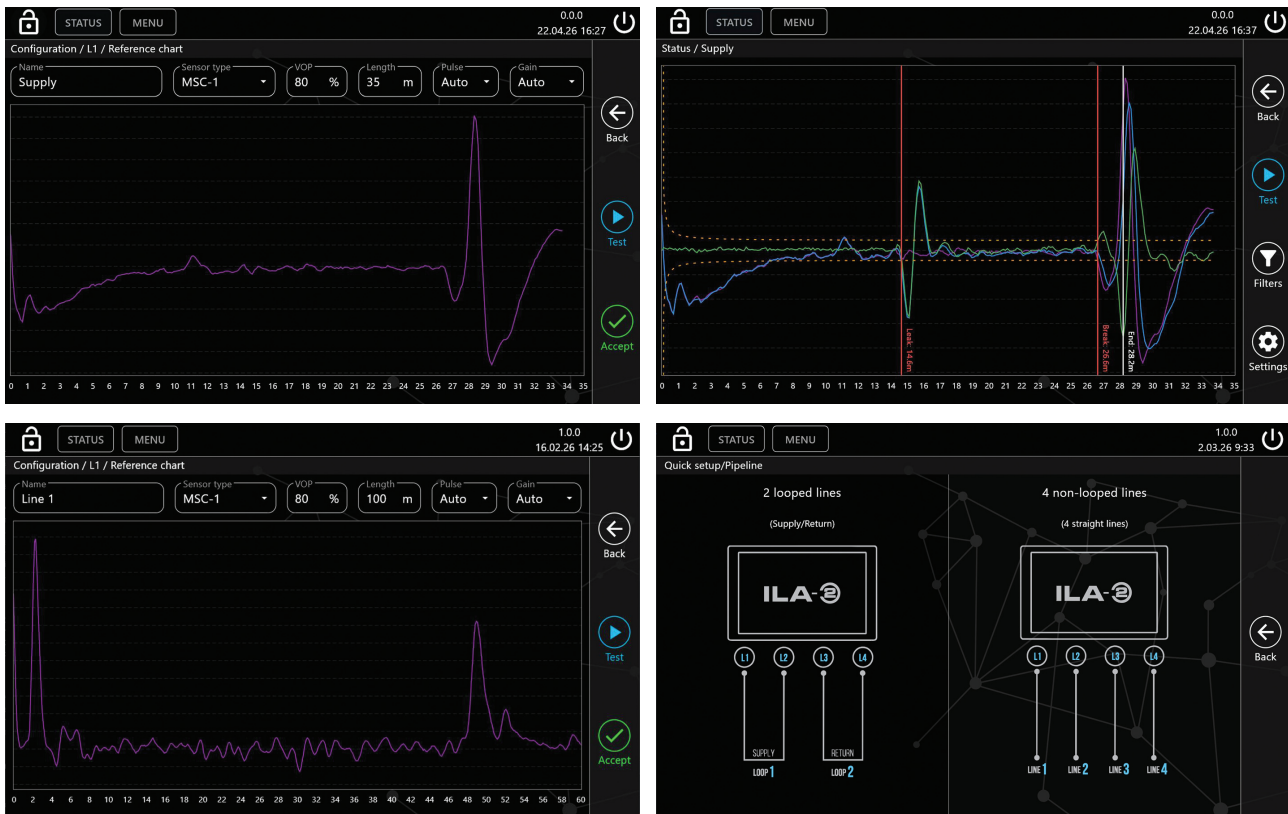 STATUS MENU 0.0.0
22.04.26 16:27
Configuration / L1 / Reference chart
Name Sensor type VOP Length Pulse Gain
Supply MSC-1 80 % 35 m Auto Auto
Back
Test
Accept
0 1 2 3 4 5 6 7 8 9 10 11 12 13 14 15 16 17 18 19 20 21 22 23 24 25 26 27 28 29 30 31 32 33 34 35
STATUS MENU 0.0.0
22.04.26 16:37
Status / Supply
Back
Test
Filters
Settings
Leak: 14.6m
Break: 26.6m
End: 28.2m
0 1 2 3 4 5 6 7 8 9 10 11 12 13 14 15 16 17 18 19 20 21 22 23 24 25 26 27 28 29 30 31 32 33 34 35
STATUS MENU 1.0.0
16.02.26 14:25
Configuration / L1 / Reference chart
Name Sensor type VOP Length Pulse Gain
Line 1 MSC-1 80 % 100 m Auto Auto
Back
Test
Accept
0 2 4 6 8 10 12 14 16 18 20 22 24 26 28 30 32 34 36 38 40 42 44 46 48 50 52 54 56 58 60
STATUS MENU 1.0.0
2.03.26 9:33
Quick setup/Pipeline
2 looped lines
(Supply/Return)
ILA-2
L1 L2 L3 L4
SUPPLY RETURN
LOOP 1 LOOP 2
4 non-looped lines
(4 straight lines)
ILA-2
L1 L2 L3 L4
LINE 1 LINE 2 LINE 3 LINE 4
Back